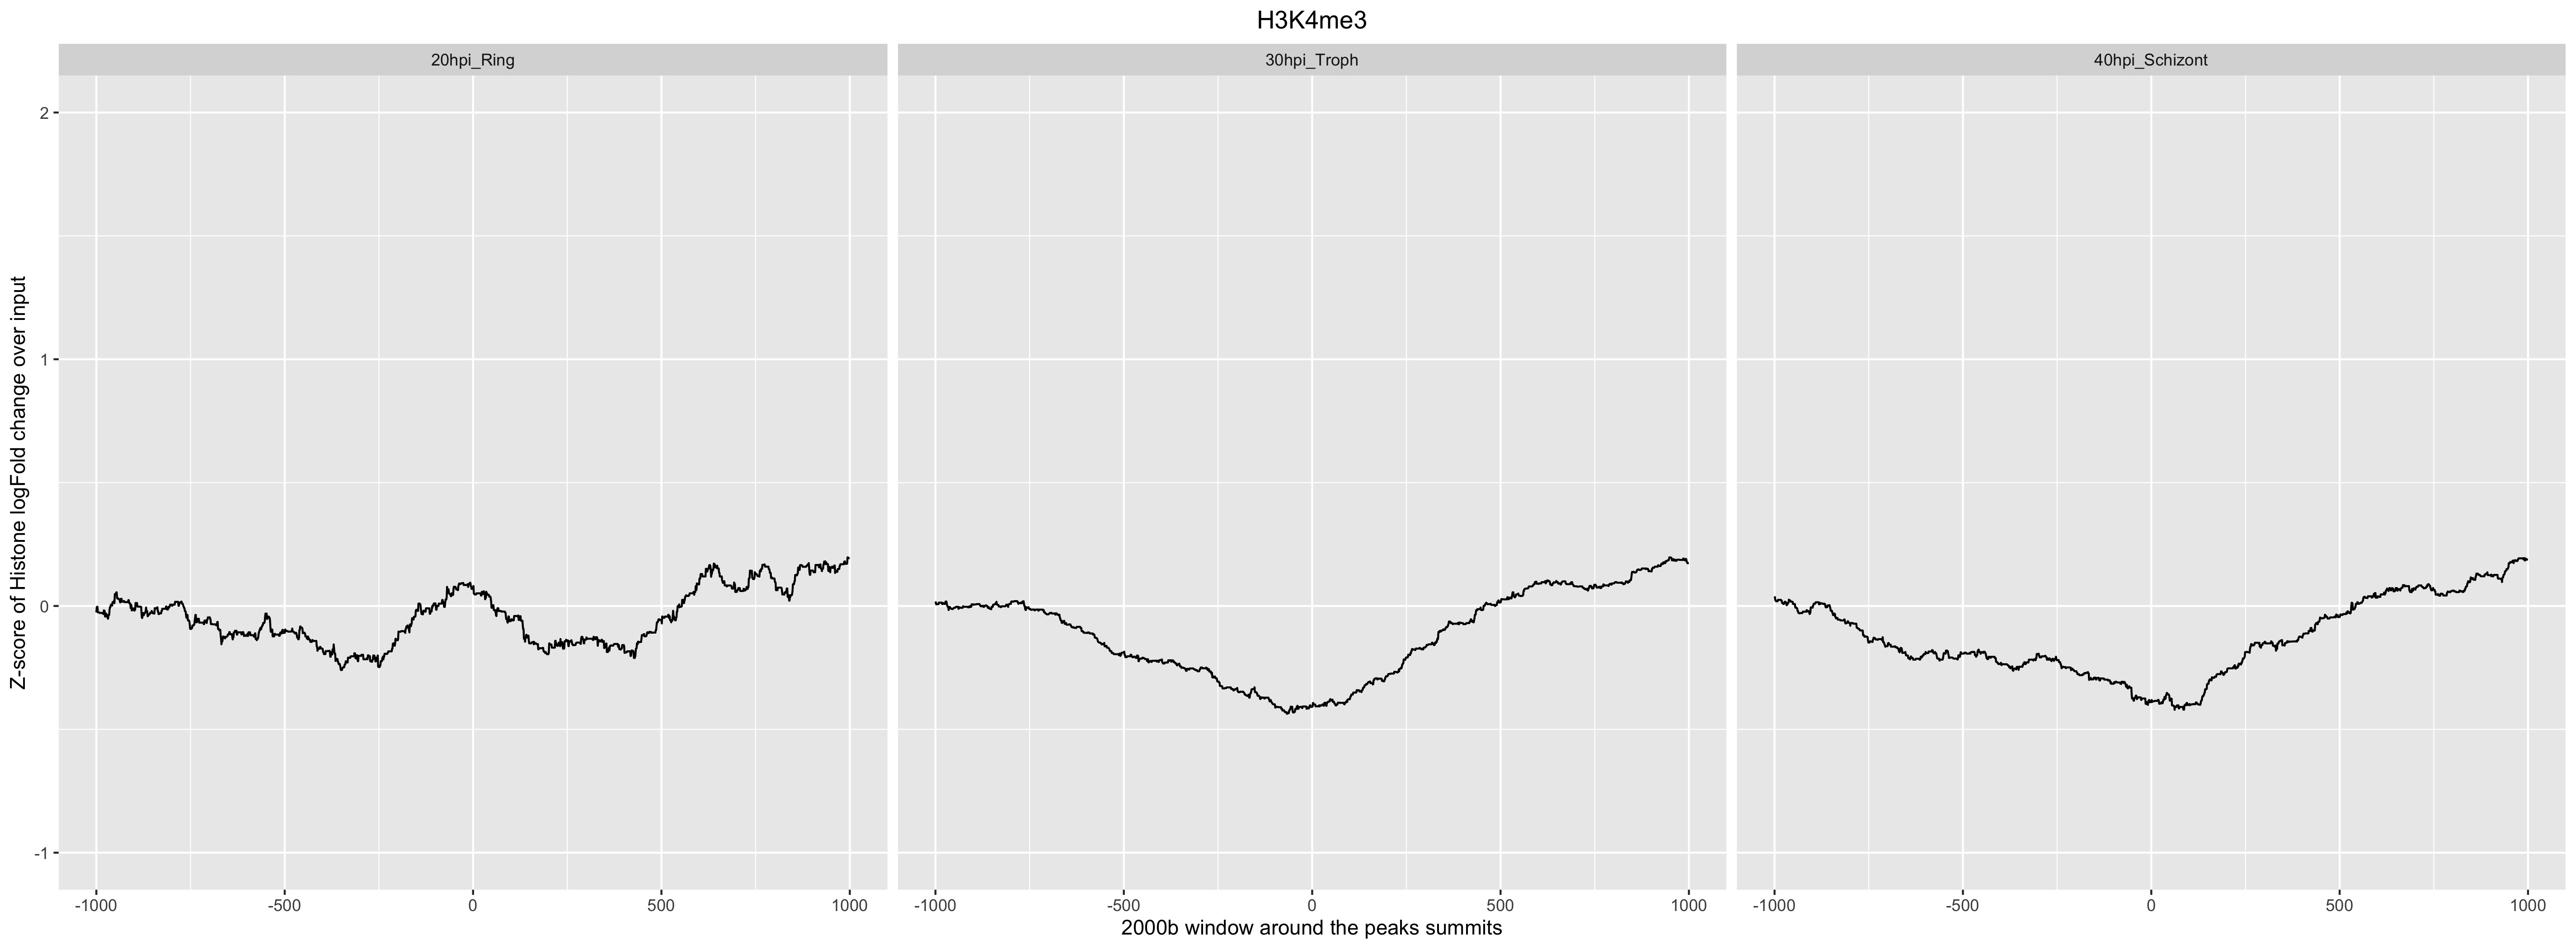 H3K4me3
20hpi_Ring
30hpi_Troph
40hpi_Schizont
Z-score of Histone logFold change over input
2
1
0
-1
-1000 -500 0 500 1000
-1000 -500 0 500 1000
-1000 -500 0 500 1000
2000b window around the peaks summits